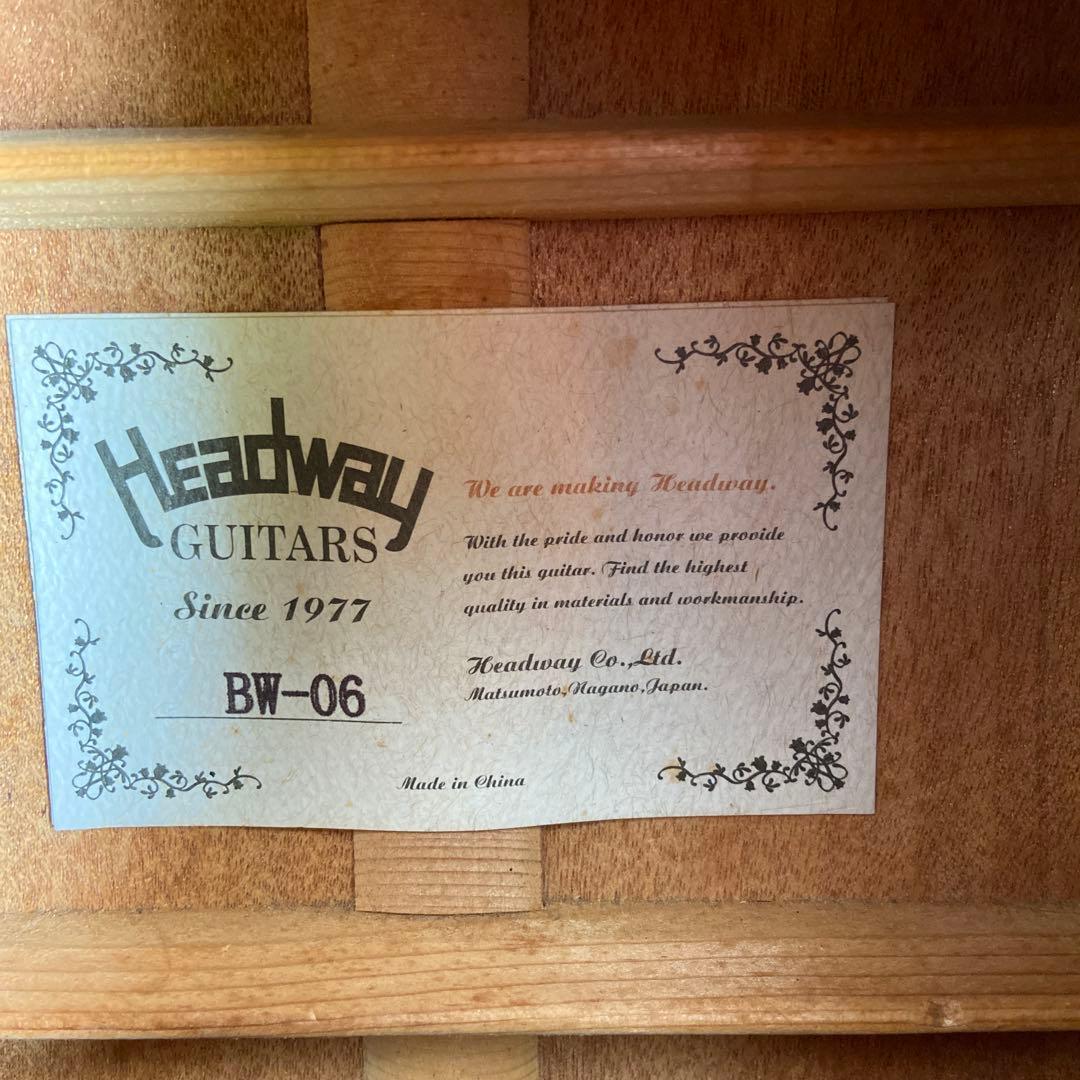 Headway
GUITARS
Since 1977
BW-06
We are making Headway.
With the pride and honor we provide
you this guitar. Find the highest
quality in materials and workmanship.
Headway Co.,Ltd.
Matsumoto,Nagano,Japan.
Made in China